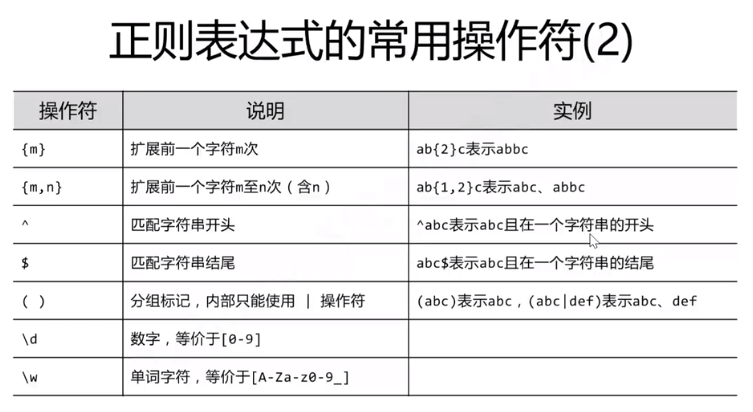 正则表达式的常用操作符(2)
操作符 说明 实例
{m} 扩展前一个字符m次 ab{2}c表示abbc
{m,n} 扩展前一个字符m至n次（含n） ab{1,2}c表示abc、abbc
^ 匹配字符串开头 ^abc表示abc且在一个字符串的开头
$ 匹配字符串结尾 abc$表示abc且在一个字符串的结尾
( ) 分组标记，内部只能使用 | 操作符 (abc)表示abc，(abc|def)表示abc、def
\d 数字，等价于[0-9]
\w 单词字符，等价于[A-Za-z0-9_]